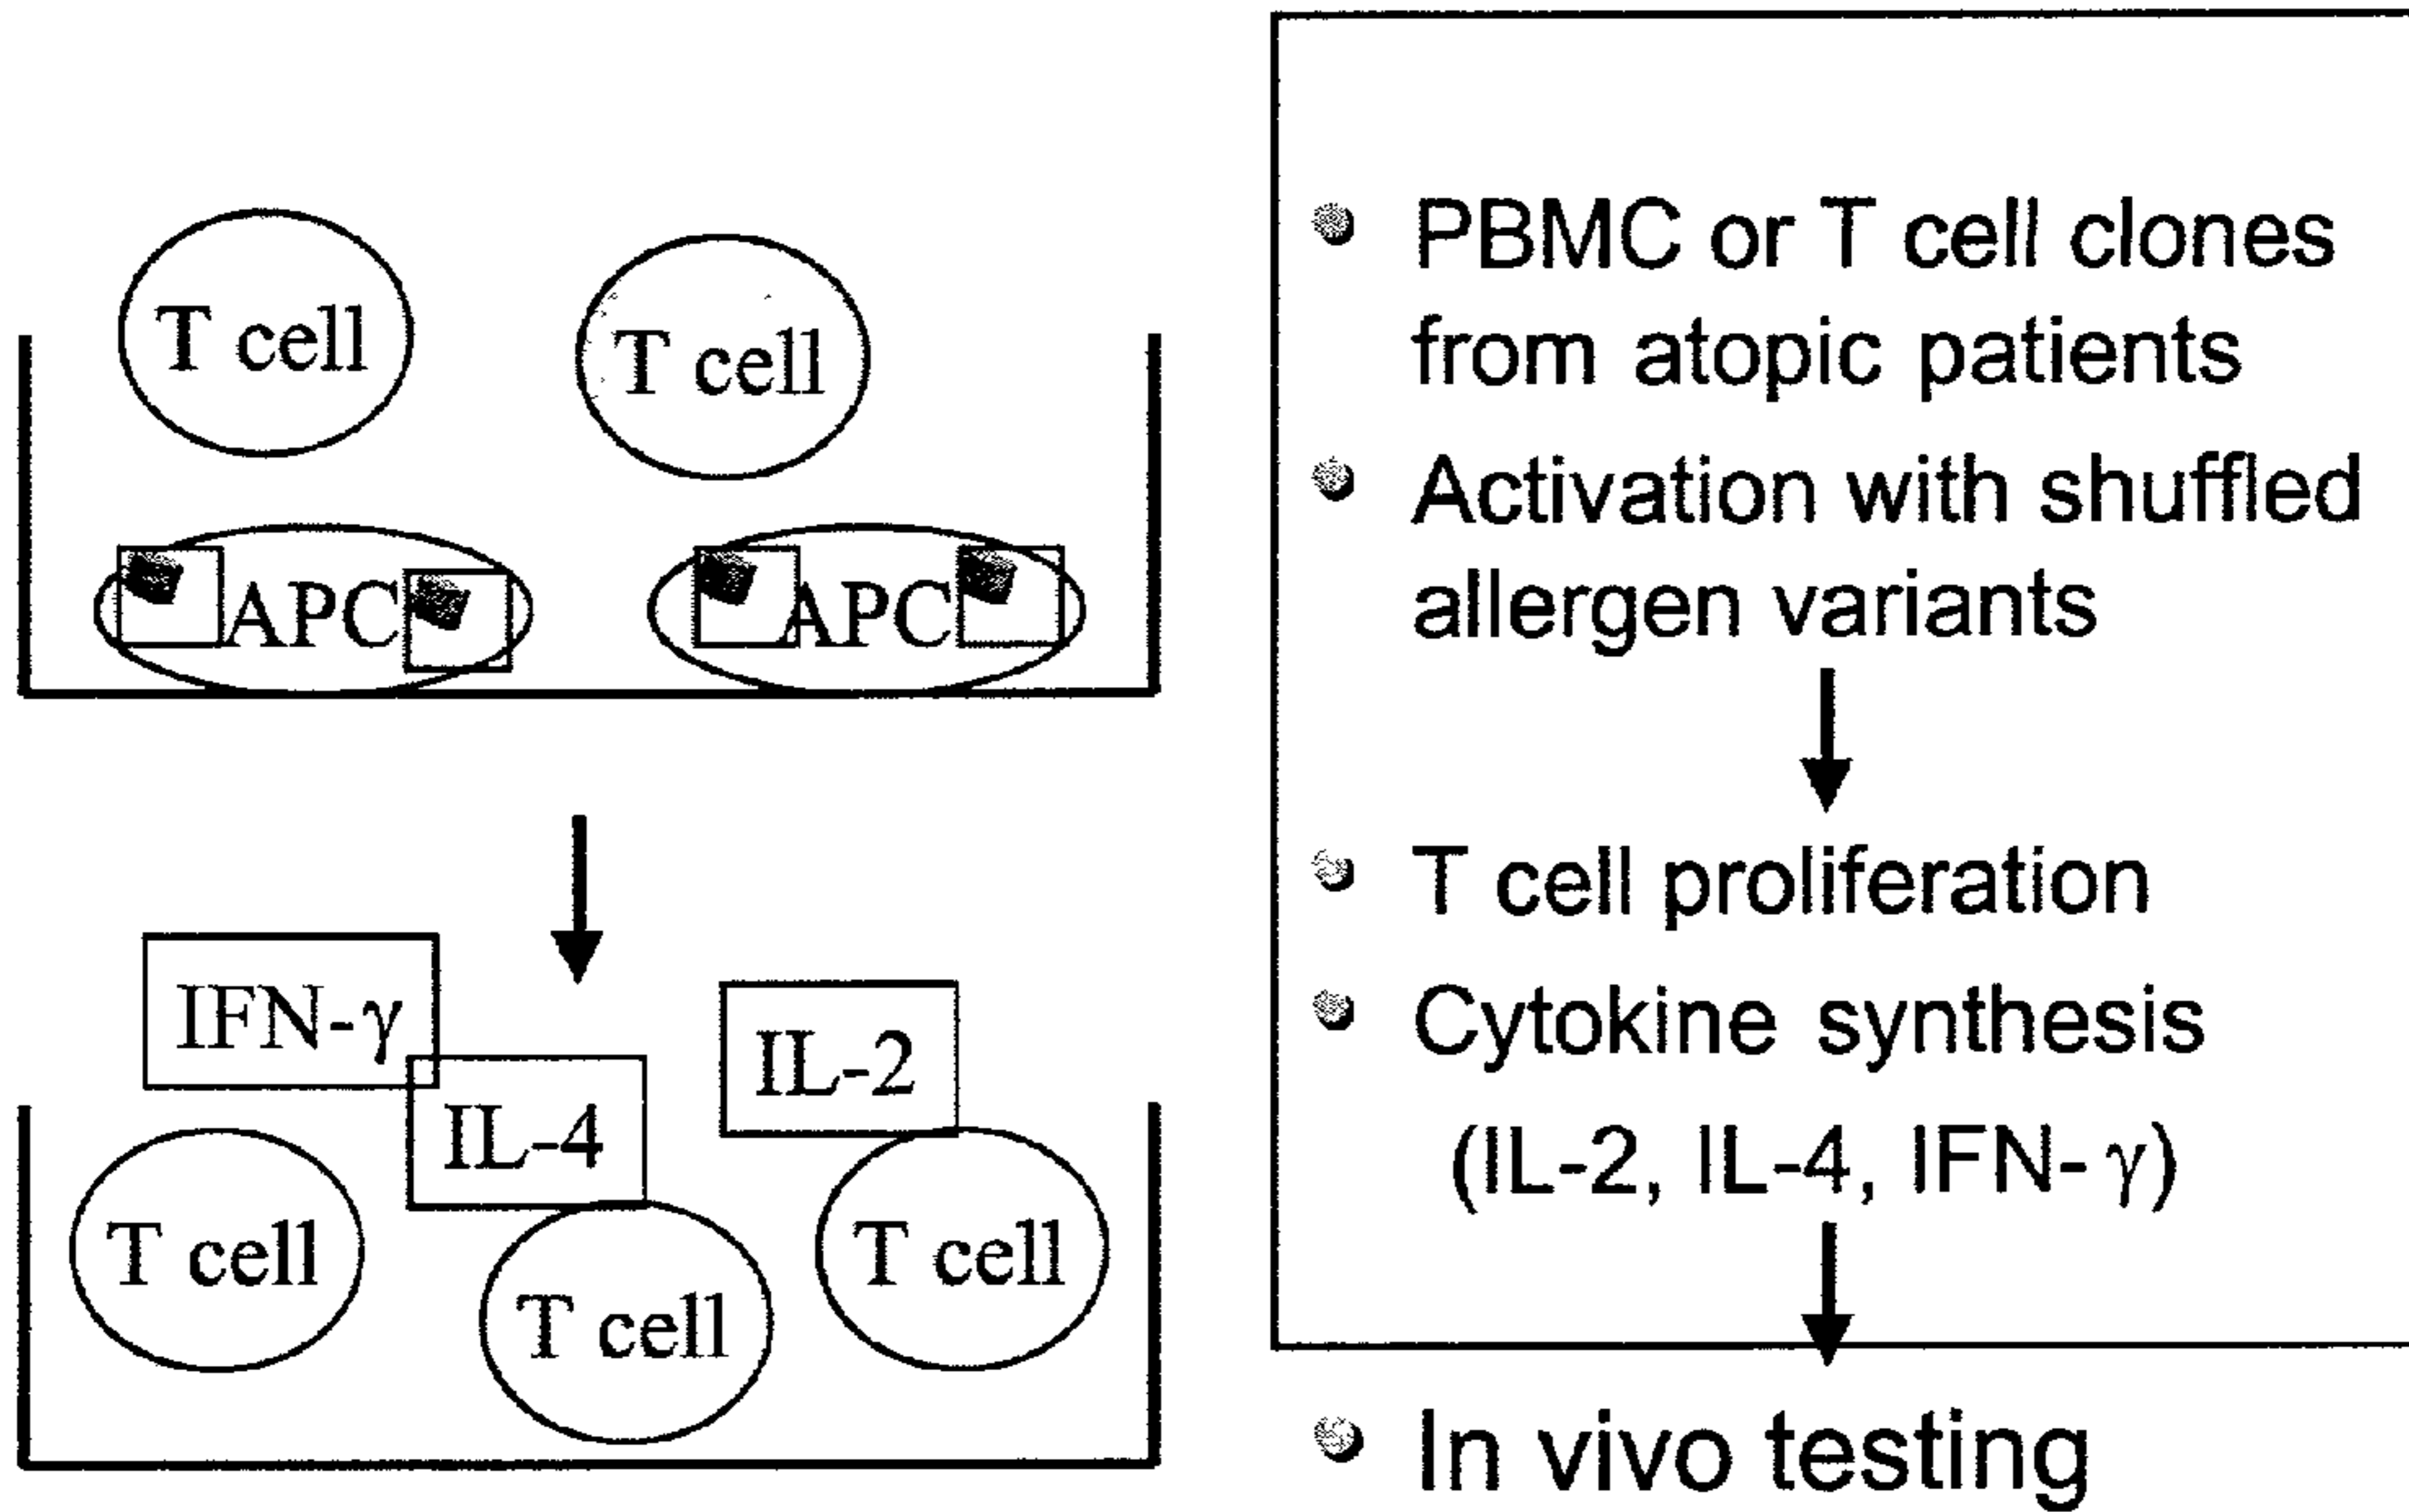 T cell
T cell
APC
APC
IFN-γ
IL-4
IL-2
T cell
T cell
T cell
PBMC or T cell clones
from atopic patients
Activation with shuffled
allergen variants
T cell proliferation
Cytokine synthesis
(IL-2, IL-4, IFN- γ)
In vivo testing